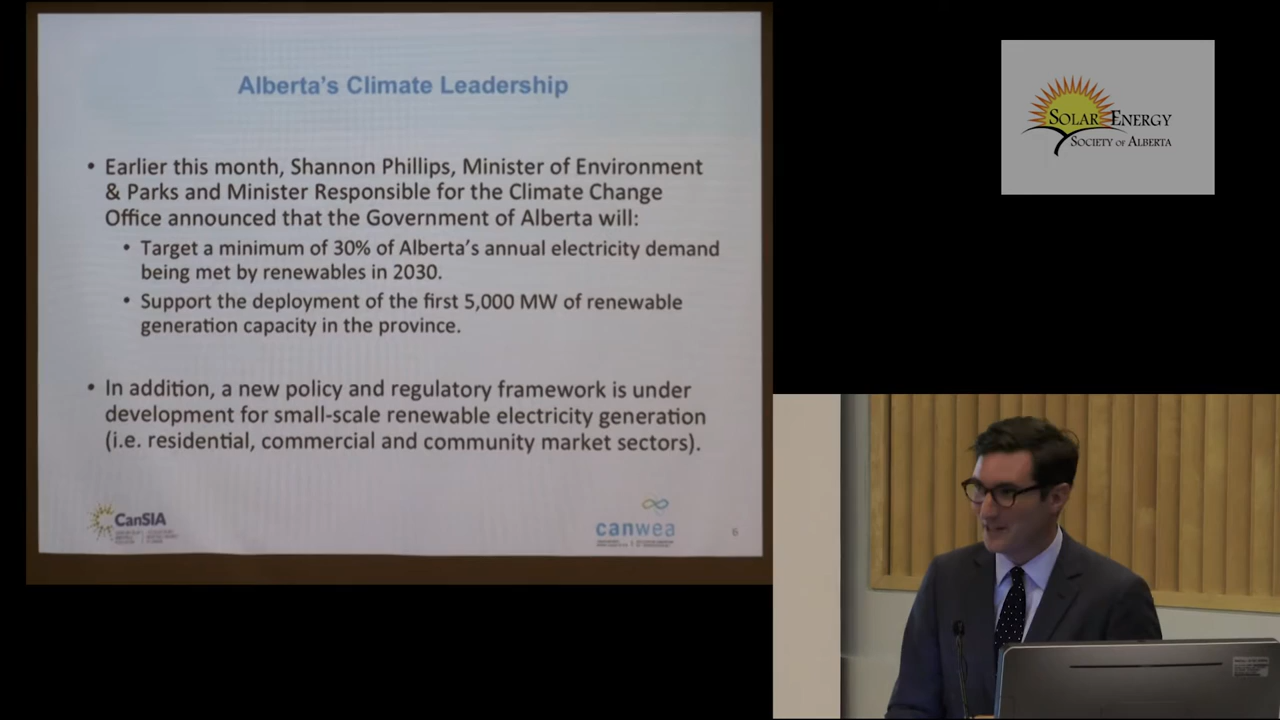 Alberta's Climate Leadership
• Earlier this month, Shannon Phillips, Minister of Environment
& Parks and Minister Responsible for the Climate Change
Office announced that the Government of Alberta will:
• Target a minimum of 30% of Alberta's annual electricity demand
being met by renewables in 2030.
• Support the deployment of the first 5,000 MW of renewable
generation capacity in the province.
• In addition, a new policy and regulatory framework is under
development for small-scale renewable electricity generation
(i.e. residential, commercial and community market sectors).
CanSIA
canwea
6
SOLAR ENERGY
SOCIETY OF ALBERTA